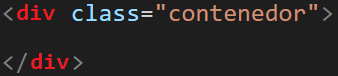 <div class="contenedor">
</div>